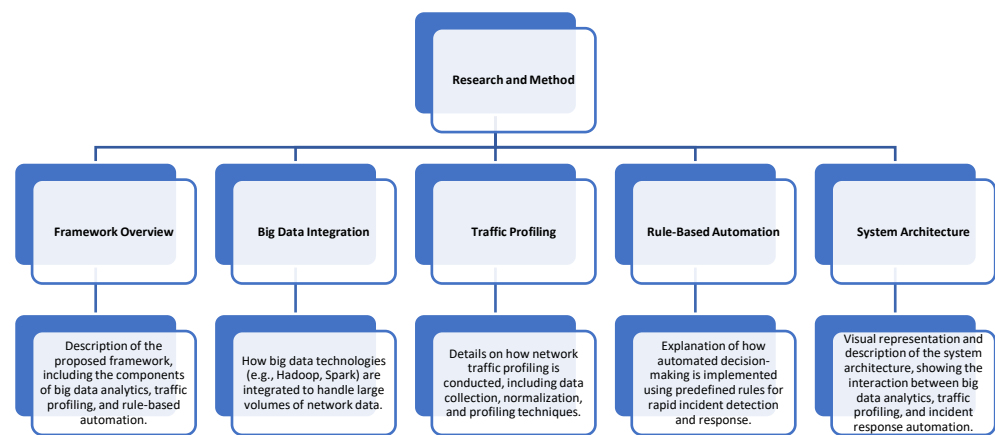 Research and Method
Framework Overview
Big Data Integration
Traffic Profiling
Rule-Based Automation
System Architecture
Description of the
proposed framework,
including the components
of big data analytics, traffic
profiling, and rule-based
automation.
How big data technologies
(e.g., Hadoop, Spark) are
integrated to handle large
volumes of network data.
Details on how network
traffic profiling is
conducted, including data
collection, normalization,
and profiling techniques.
Explanation of how
automated decision-
making is implemented
using predefined rules for
rapid incident detection
and response.
Visual representation and
description of the system
architecture, showing the
interaction between big
data analytics, traffic
profiling, and incident
response automation.